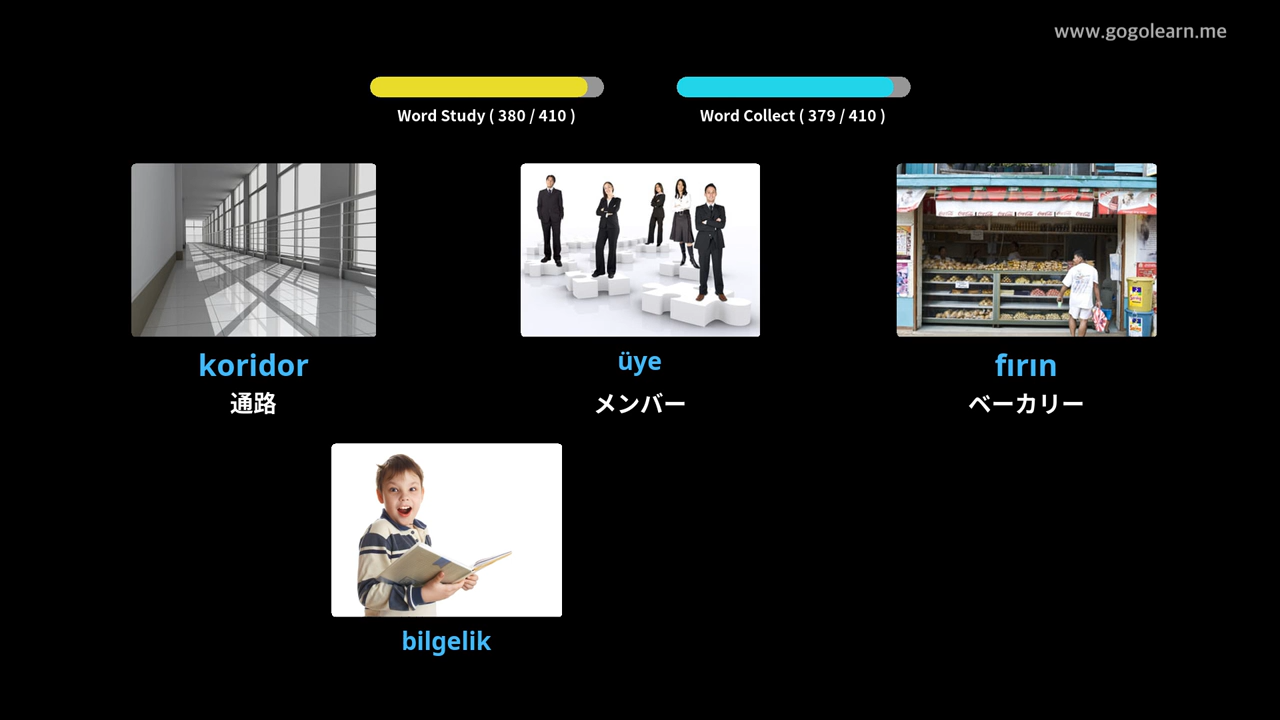 www.gogolearn.me
Word Study ( 380 / 410 )
Word Collect ( 379 / 410 )
koridor
通路
üye
メンバー
fırın
ベーカリー
bilgelik